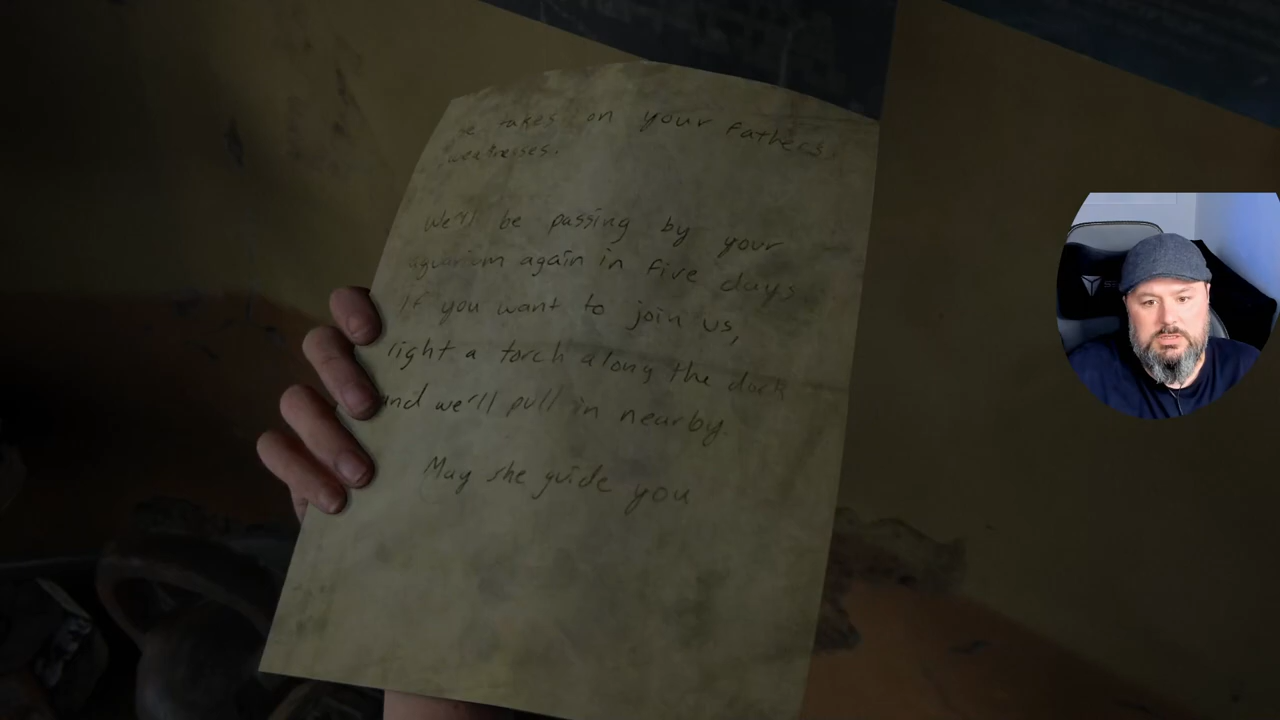 takes on your father's
weaknesses.
We'll be passing by your
aquarium again in five days.
If you want to join us,
light a torch along the dock
and we'll pull in nearby.
May she guide you